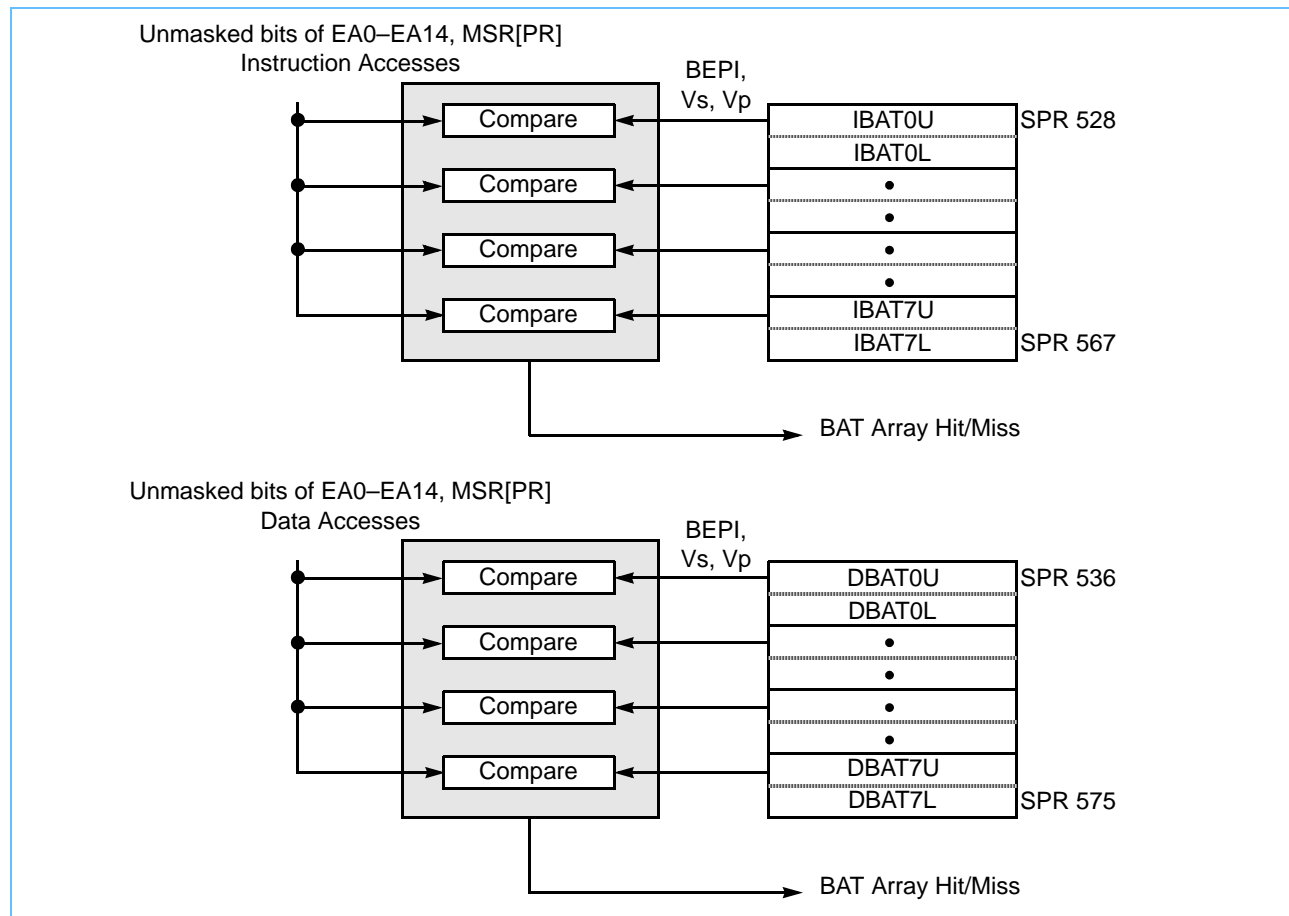 Unmasked bits of EA0–EA14, MSR[PR]
Instruction Accesses
BEPI,
Vs, Vp
Compare
IBAT0U
SPR 528
IBAT0L
Compare
•
•
Compare
•
•
Compare
IBAT7U
IBAT7L
SPR 567
BAT Array Hit/Miss
Unmasked bits of EA0–EA14, MSR[PR]
Data Accesses
BEPI,
Vs, Vp
Compare
DBAT0U
SPR 536
DBAT0L
Compare
•
•
Compare
•
•
Compare
DBAT7U
DBAT7L
SPR 575
BAT Array Hit/Miss